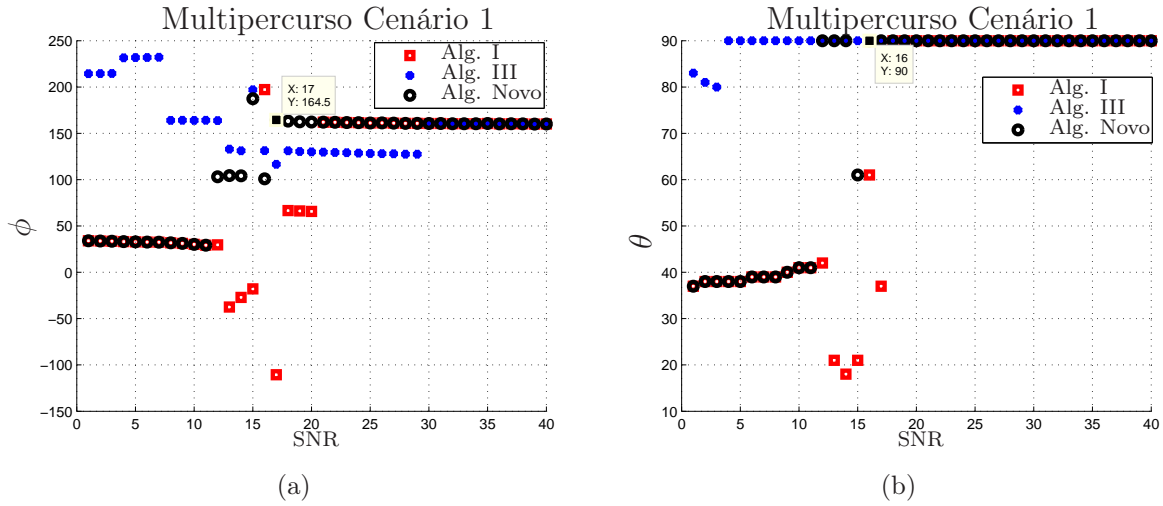 Multipercurso Cenário 1
250
200
150
100
50
0
−50
−100
−150
ϕ
Alg. I
Alg. III
Alg. Novo
X: 17
Y: 164.5
0 5 10 15 20 25 30 35 40
SNR
(a)
Multipercurso Cenário 1
90
80
70
60
50
40
30
20
10
θ
X: 16
Y: 90
Alg. I
Alg. III
Alg. Novo
0 5 10 15 20 25 30 35 40
SNR
(b)